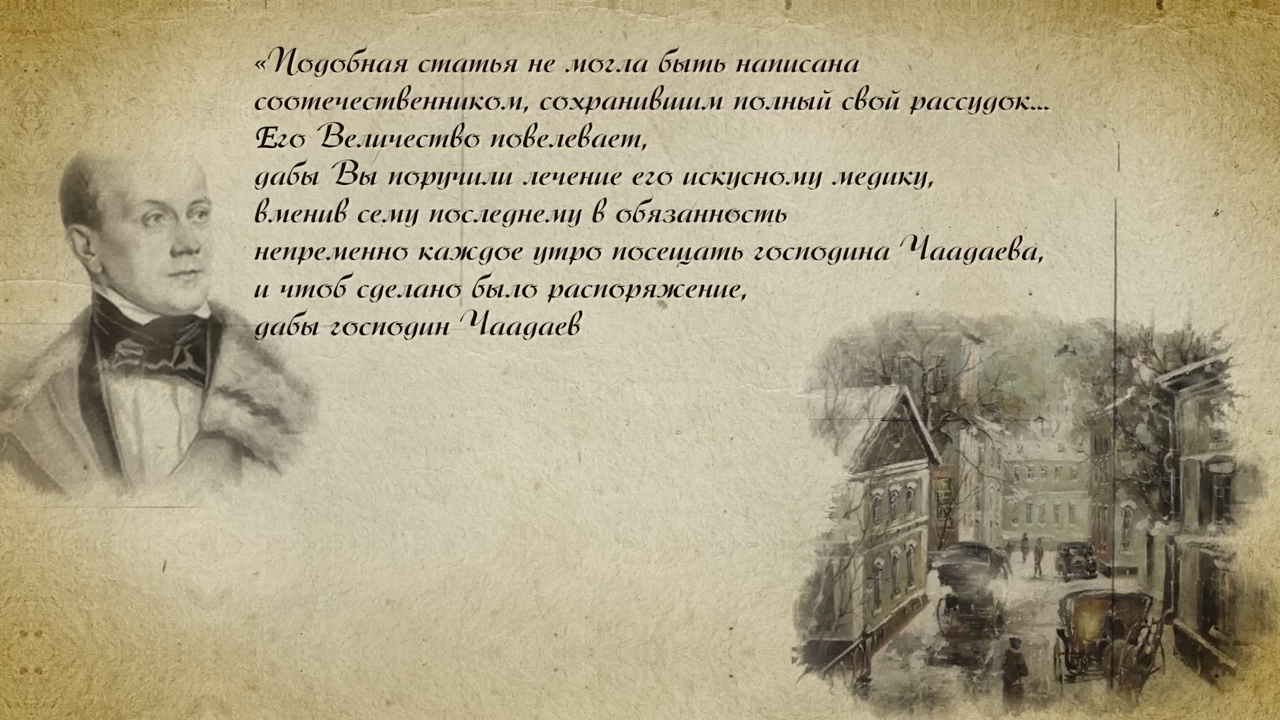 «Подобная статья не могла быть написана
соотечественником, сохранившим полный свой рассудок...
Его Величество повелевает,
дабы Вы поручили лечение его искусному медику,
вменив сему последнему в обязанность
непременно каждое утро посещать господина Чаадаева,
и чтоб сделано было распоряжение,
дабы господин Чаадаев